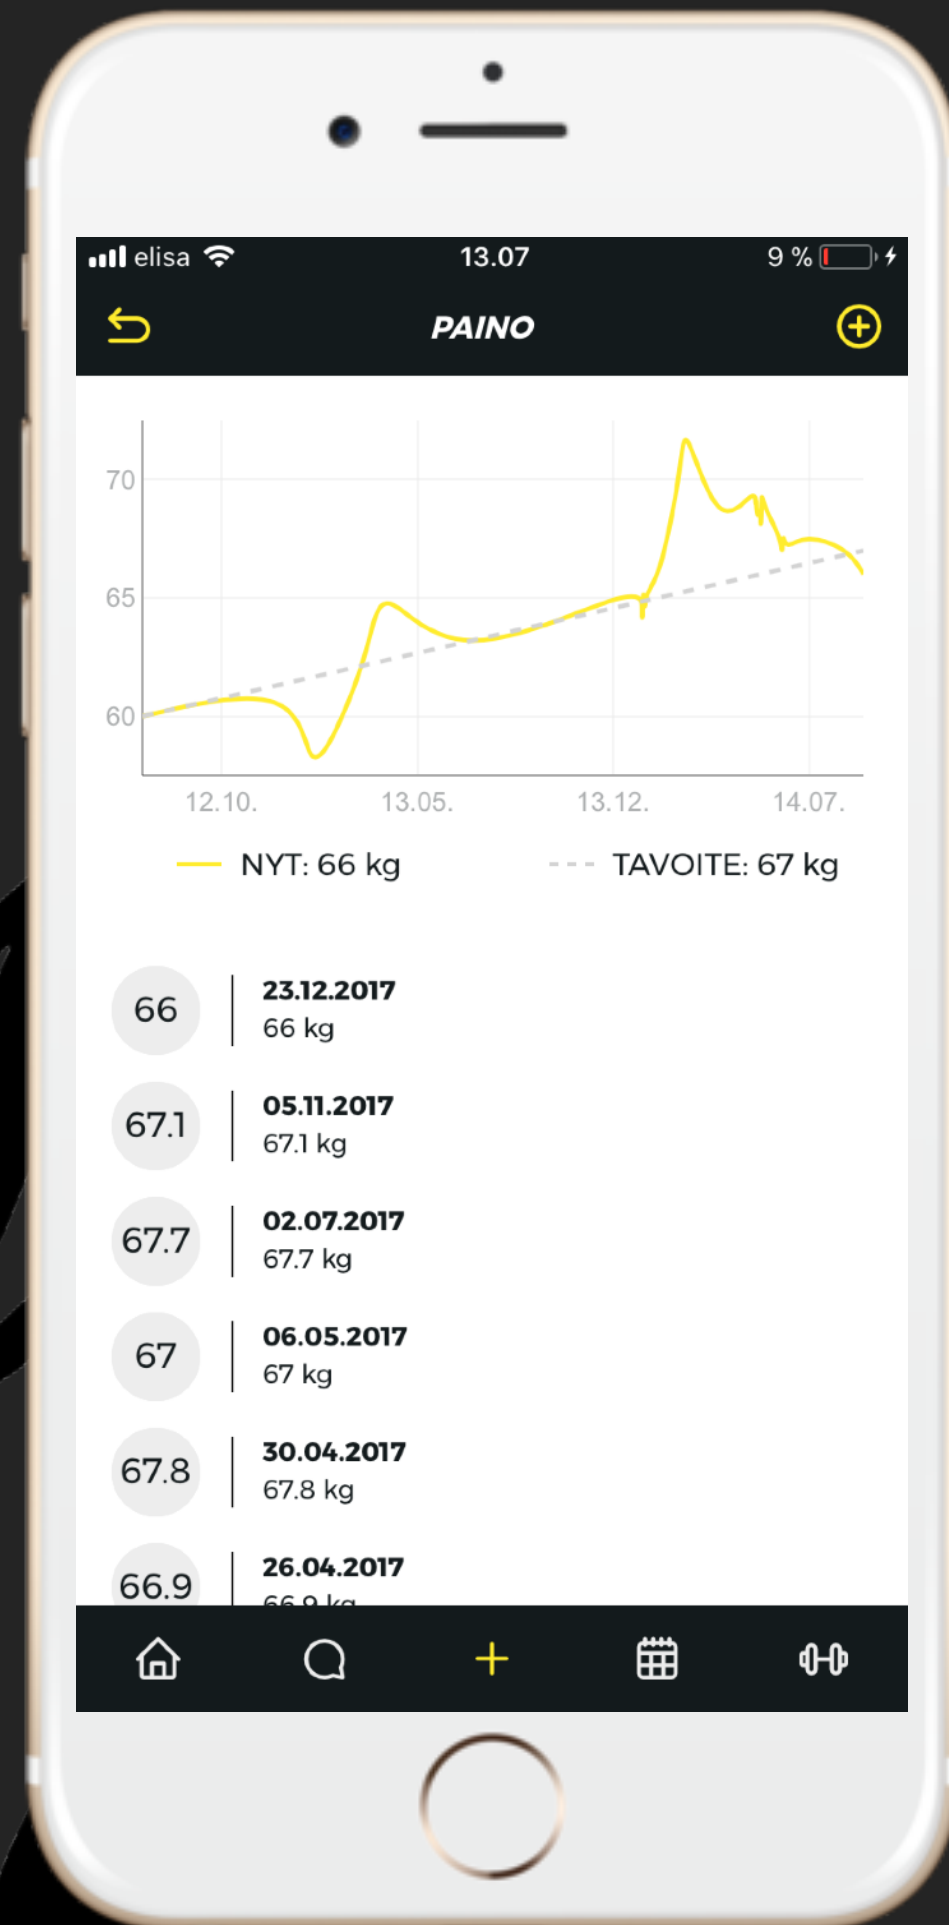 elisa 13.07 9 %
PAINO
70
65
60
12.10. 13.05. 13.12. 14.07.
NYT: 66 kg TAVOITE: 67 kg
66
23.12.2017
66 kg
67.1
05.11.2017
67.1 kg
67.7
02.07.2017
67.7 kg
67
06.05.2017
67 kg
67.8
30.04.2017
67.8 kg
66.9
26.04.2017
66.9 kg